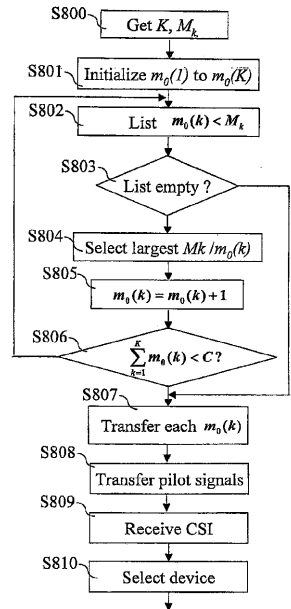 S800
Get K, M_k
S801
Initialize m_0(1) to m_0(K)
S802
List m_0(k) < M_k
S803
List empty ?
S804
Select largest Mk/m_0(k)
S805
m_0(k) = m_0(k)+1
S806
\sum_{k=1}^{K} m_0(k) < C ?
S807
Transfer each m_0(k)
S808
Transfer pilot signals
S809
Receive CSI
S810
Select device